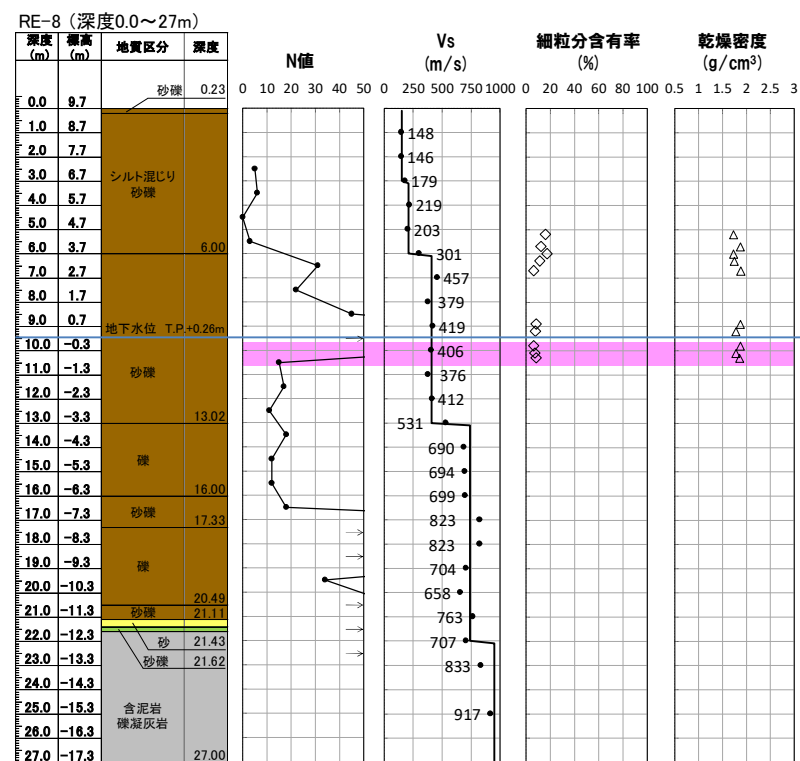 RE-8（深度0.0～27m）
深度 標高 地質区分 深度 N値 Vs 細粒分含有率 乾燥密度
(m) (m) (m/s) (%) (g/cm³)
砂礫 0.23
0 10 20 30 40 50 0 250 500 750 1000 0 20 40 60 80 100 0.5 1 1.5 2 2.5 3
0.0 9.7
1.0 8.7 148
2.0 7.7 146
3.0 6.7 シルト混じり 179
4.0 5.7 砂礫 219
5.0 4.7 203
6.0 3.7 6.00 301
7.0 2.7 457
8.0 1.7 379
9.0 0.7 地下水位 T.P.+0.26m 419
10.0 -0.3 406
11.0 -1.3 砂礫 376
12.0 -2.3 412
13.0 -3.3 13.02 531
14.0 -4.3 690
15.0 -5.3 礫 694
16.0 -6.3 16.00 699
17.0 -7.3 砂礫 17.33 823
18.0 -8.3 823
19.0 -9.3 礫 704
20.0 -10.3 20.49 658
21.0 -11.3 砂礫 21.11 763
22.0 -12.3 砂 21.43 707
23.0 -13.3 砂礫 21.62 833
24.0 -14.3
25.0 -15.3 含泥岩 917
26.0 -16.3 礫凝灰岩
27.0 -17.3 27.00